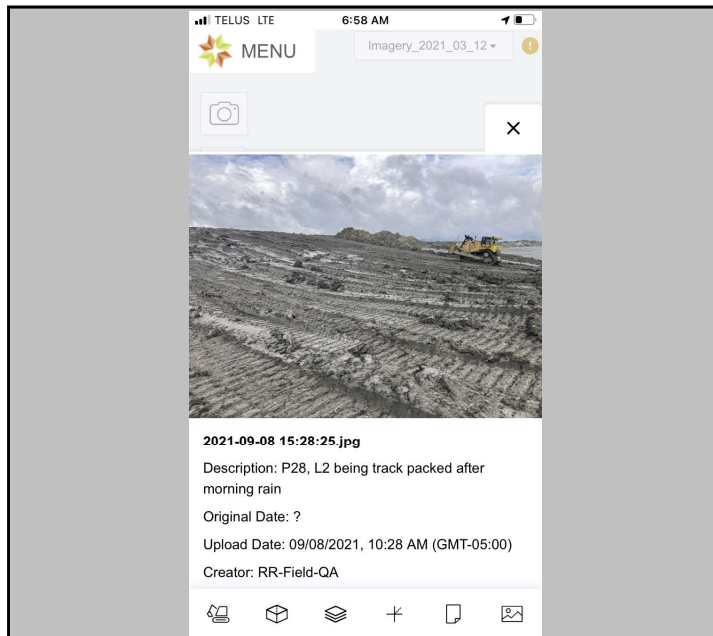 TELUS LTE 6:58 AM
MENU
Imagery_2021_03_12
2021-09-08 15:28:25.jpg
Description: P28, L2 being track packed after
morning rain
Original Date: ?
Upload Date: 09/08/2021, 10:28 AM (GMT-05:00)
Creator: RR-Field-QA